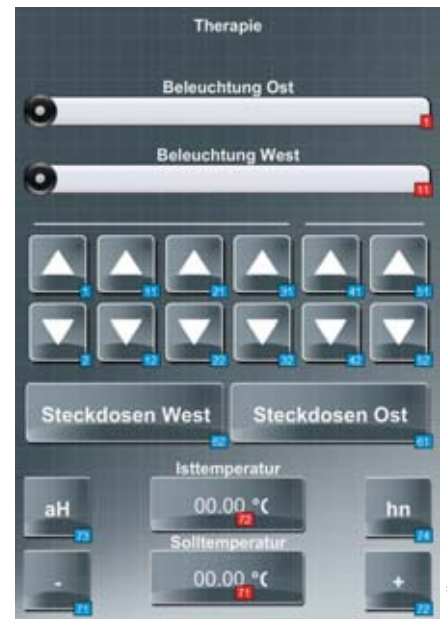 Therapie
Beleuchtung Ost
1
Beleuchtung West
11
1 11 21 31 41 51
2 12 22 32 42 52
Steckdosen West Steckdosen Ost
62 61
Isttemperatur
aH 00.00 °C hn
73 72 74
Solltemperatur
- 00.00 °C +
71 71 72